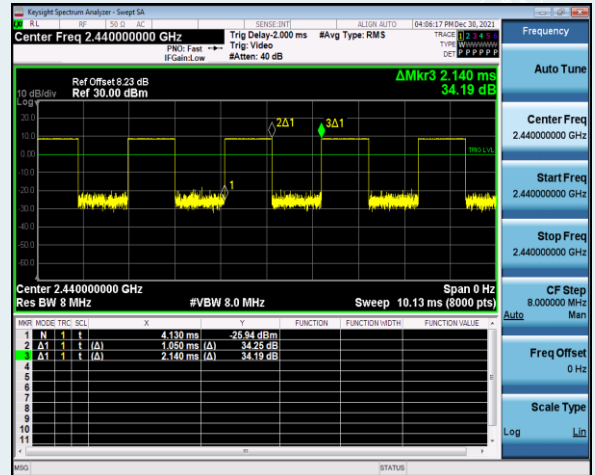 Keysight Spectrum Analyzer - Swept SA
RL RF 50 Ω AC SENSE:INT ALIGN AUTO 04:06:17 PM Dec 30, 2021
Center Freq 2.440000000 GHz
PNO: Fast
IFGain:Low
Trig Delay-2.000 ms
Trig: Video
#Atten: 40 dB
#Avg Type: RMS
TRACE 1 2 3 4 5 6
TYPE WWWWWW
DET P P P P P P
ΔMkr3 2.140 ms
34.19 dB
Ref Offset 8.23 dB
10 dB/div Ref 30.00 dBm
Log
20.0
10.0
0.00
-10.0
-20.0
-30.0
-40.0
-50.0
-60.0
2Δ1
3Δ1
1
TRIG LVL
Center 2.440000000 GHz
Span 0 Hz
Res BW 8 MHz
#VBW 8.0 MHz
Sweep 10.13 ms (8000 pts)
MKR MODE TRC SCL X Y FUNCTION FUNCTION WIDTH FUNCTION VALUE
1 N 1 t 4.130 ms -25.94 dBm
2 Δ1 1 t (Δ) 1.050 ms (Δ) 34.25 dB
3 Δ1 1 t (Δ) 2.140 ms (Δ) 34.19 dB
4
5
6
7
8
9
10
11
MSG
STATUS
Frequency
Auto Tune
Center Freq
2.440000000 GHz
Start Freq
2.440000000 GHz
Stop Freq
2.440000000 GHz
CF Step
8.000000 MHz
Auto Man
Freq Offset
0 Hz
Scale Type
Log Lin